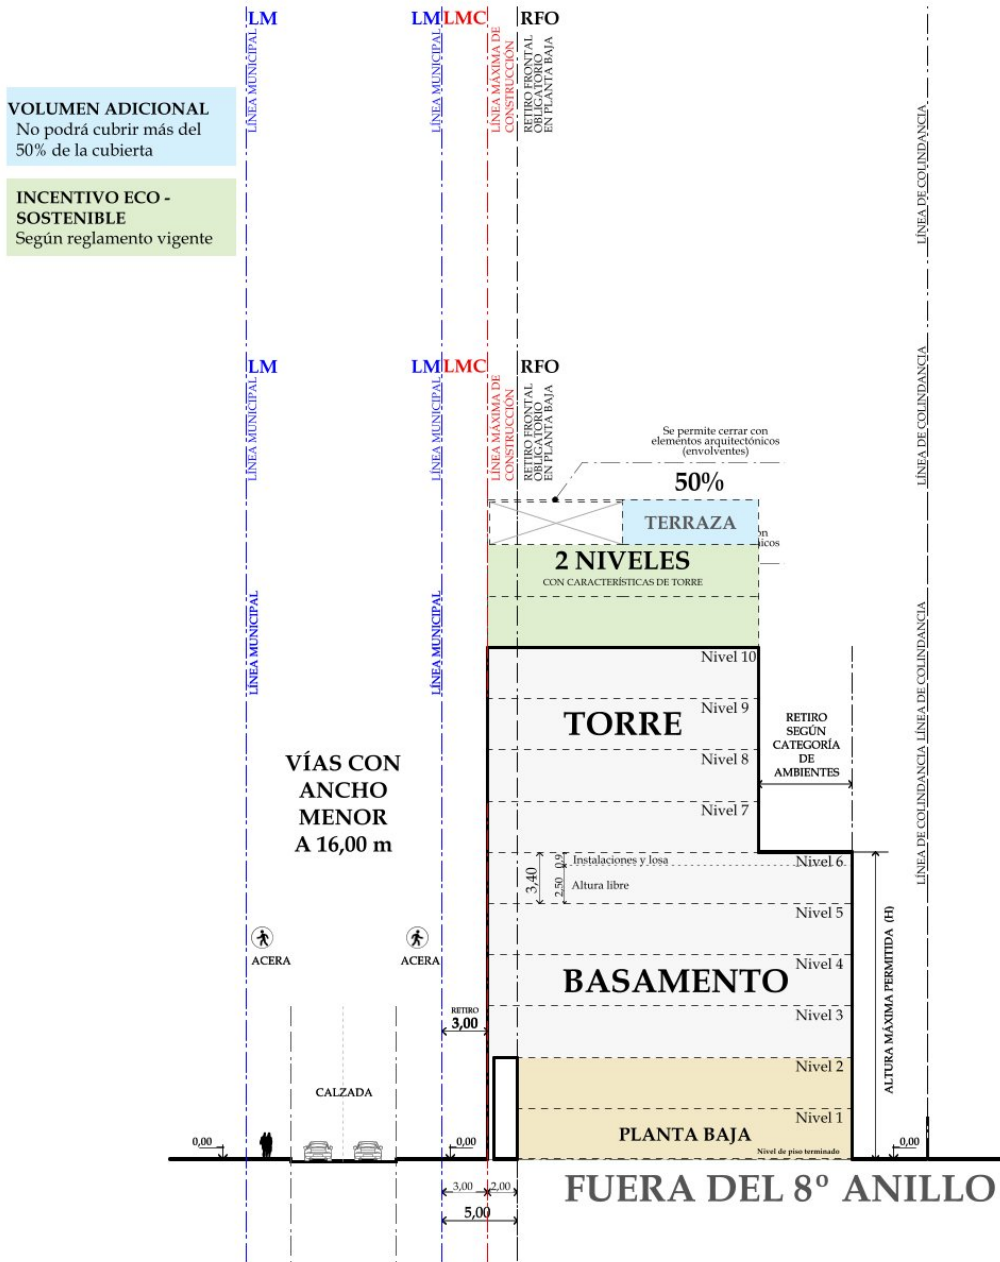 LM
LM
LMC
RFO
LÍNEA MUNICIPAL
LÍNEA MUNICIPAL
LÍNEA MÁXIMA DE
CONSTRUCCIÓN
RETIRO FRONTAL
OBLIGATORIO
EN PLANTA BAJA
LÍNEA DE COLINDANCIA
VOLUMEN ADICIONAL
No podrá cubrir más del
50% de la cubierta
INCENTIVO ECO -
SOSTENIBLE
Según reglamento vigente
LM
LM
LMC
RFO
LÍNEA MUNICIPAL
LÍNEA MUNICIPAL
LÍNEA MÁXIMA DE
CONSTRUCCIÓN
RETIRO FRONTAL
OBLIGATORIO
EN PLANTA BAJA
LÍNEA DE COLINDANCIA
Se permite cerrar con
elementos arquitectónicos
(envolventes)
50%
TERRAZA
2 NIVELES
CON CARACTERÍSTICAS DE TORRE
LÍNEA MUNICIPAL
LÍNEA MUNICIPAL
LÍNEA DE COLINDANCIA
LÍNEA DE COLINDANCIA
Nivel 10
TORRE
Nivel 9
RETIRO
SEGÚN
CATEGORÍA
DE
AMBIENTES
Nivel 8
VÍAS CON
ANCHO
MENOR
A 16,00 m
Nivel 7
3,40
0,9
Instalaciones y losa
2,50
Altura libre
Nivel 6
Nivel 5
ALTURA MÁXIMA PERMITIDA (H)
ACERA
ACERA
BASAMENTO
Nivel 4
RETIRO
3,00
Nivel 3
Nivel 2
CALZADA
Nivel 1
PLANTA BAJA
Nivel de piso terminado
0,00
0,00
0,00
3,00
2,00
5,00
FUERA DEL 8º ANILLO